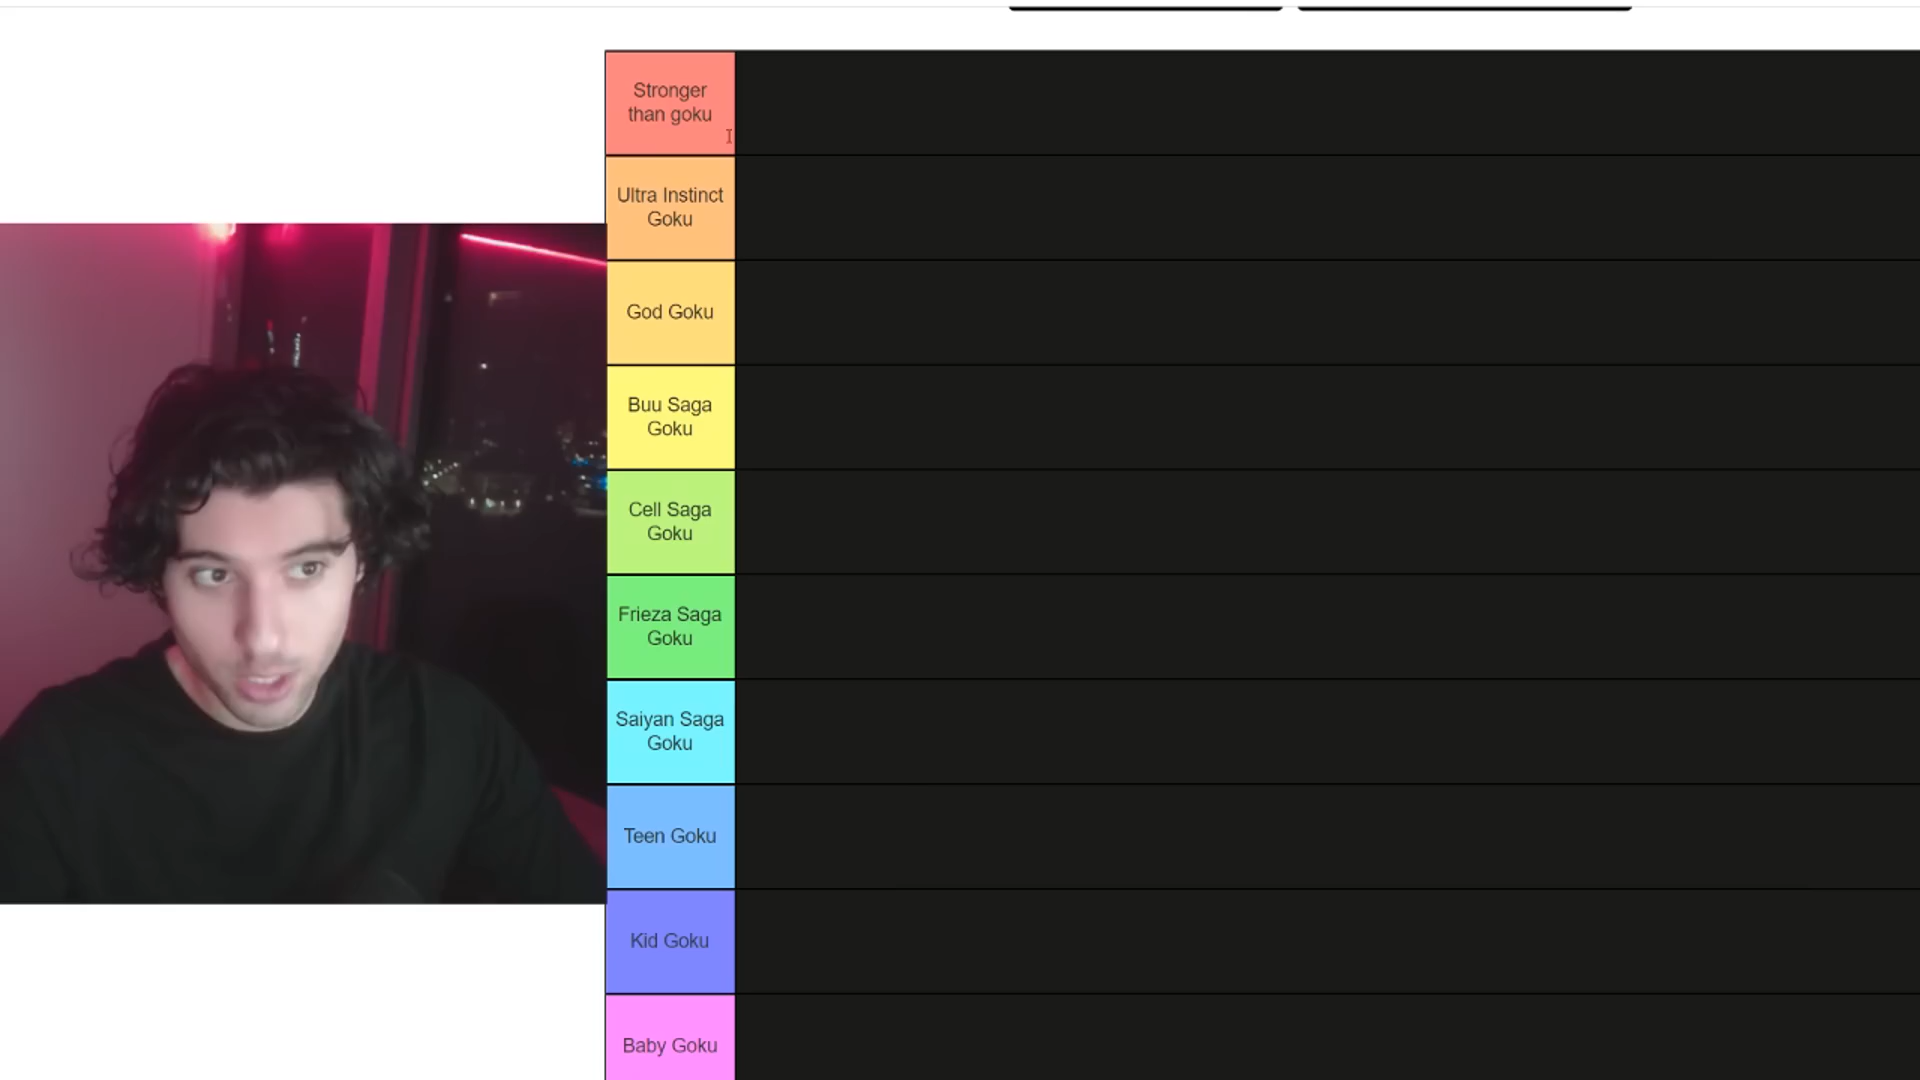 Stronger
than goku
Ultra Instinct
Goku
God Goku
Buu Saga
Goku
Cell Saga
Goku
Frieza Saga
Goku
Saiyan Saga
Goku
Teen Goku
Kid Goku
Baby Goku